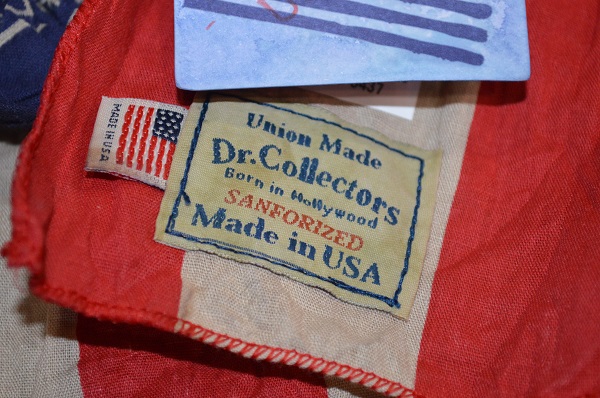 MADE IN USA
Union Made
Dr.Collectors
Born in Hollywood
SANFORIZED
Made in USA